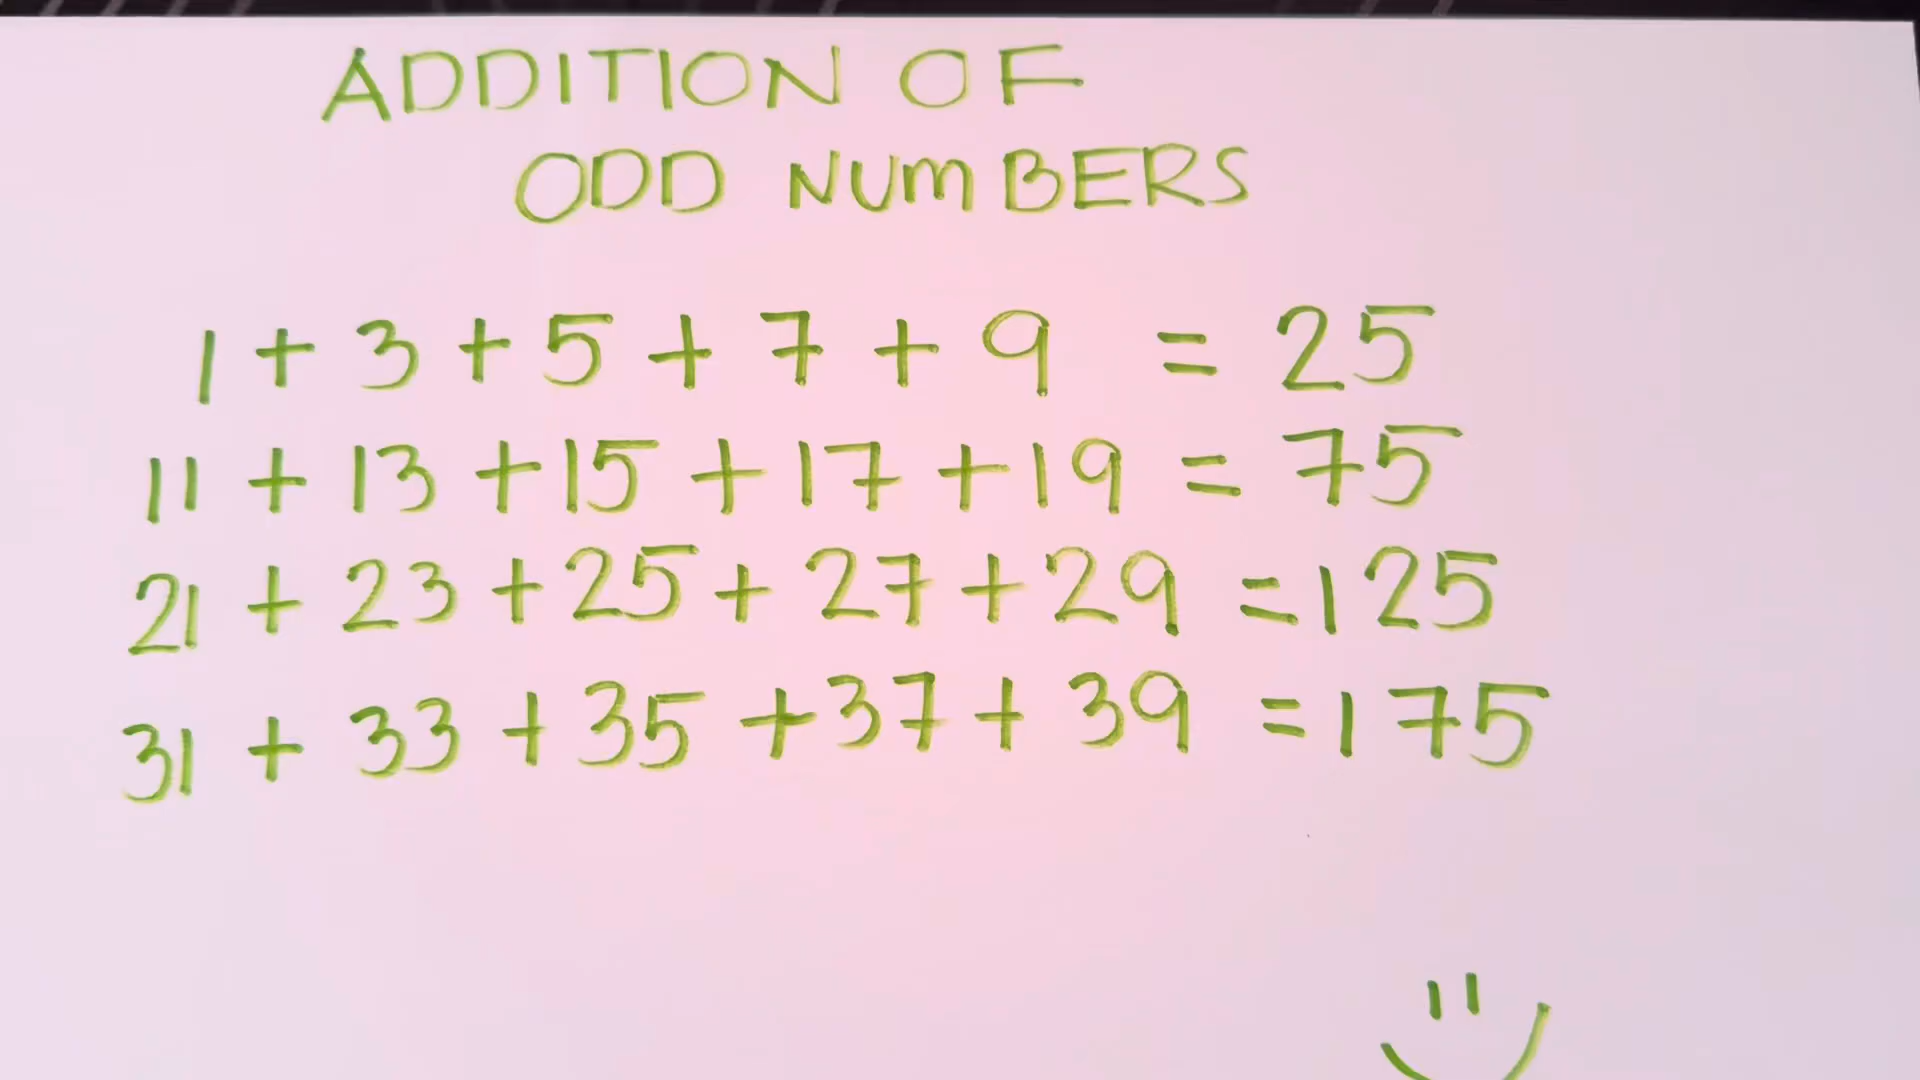 ADDITION OF
ODD NUMBERS
1 + 3 + 5 + 7 + 9 = 25
11 + 13 + 15 + 17 + 19 = 75
21 + 23 + 25 + 27 + 29 = 125
31 + 33 + 35 + 37 + 39 = 175